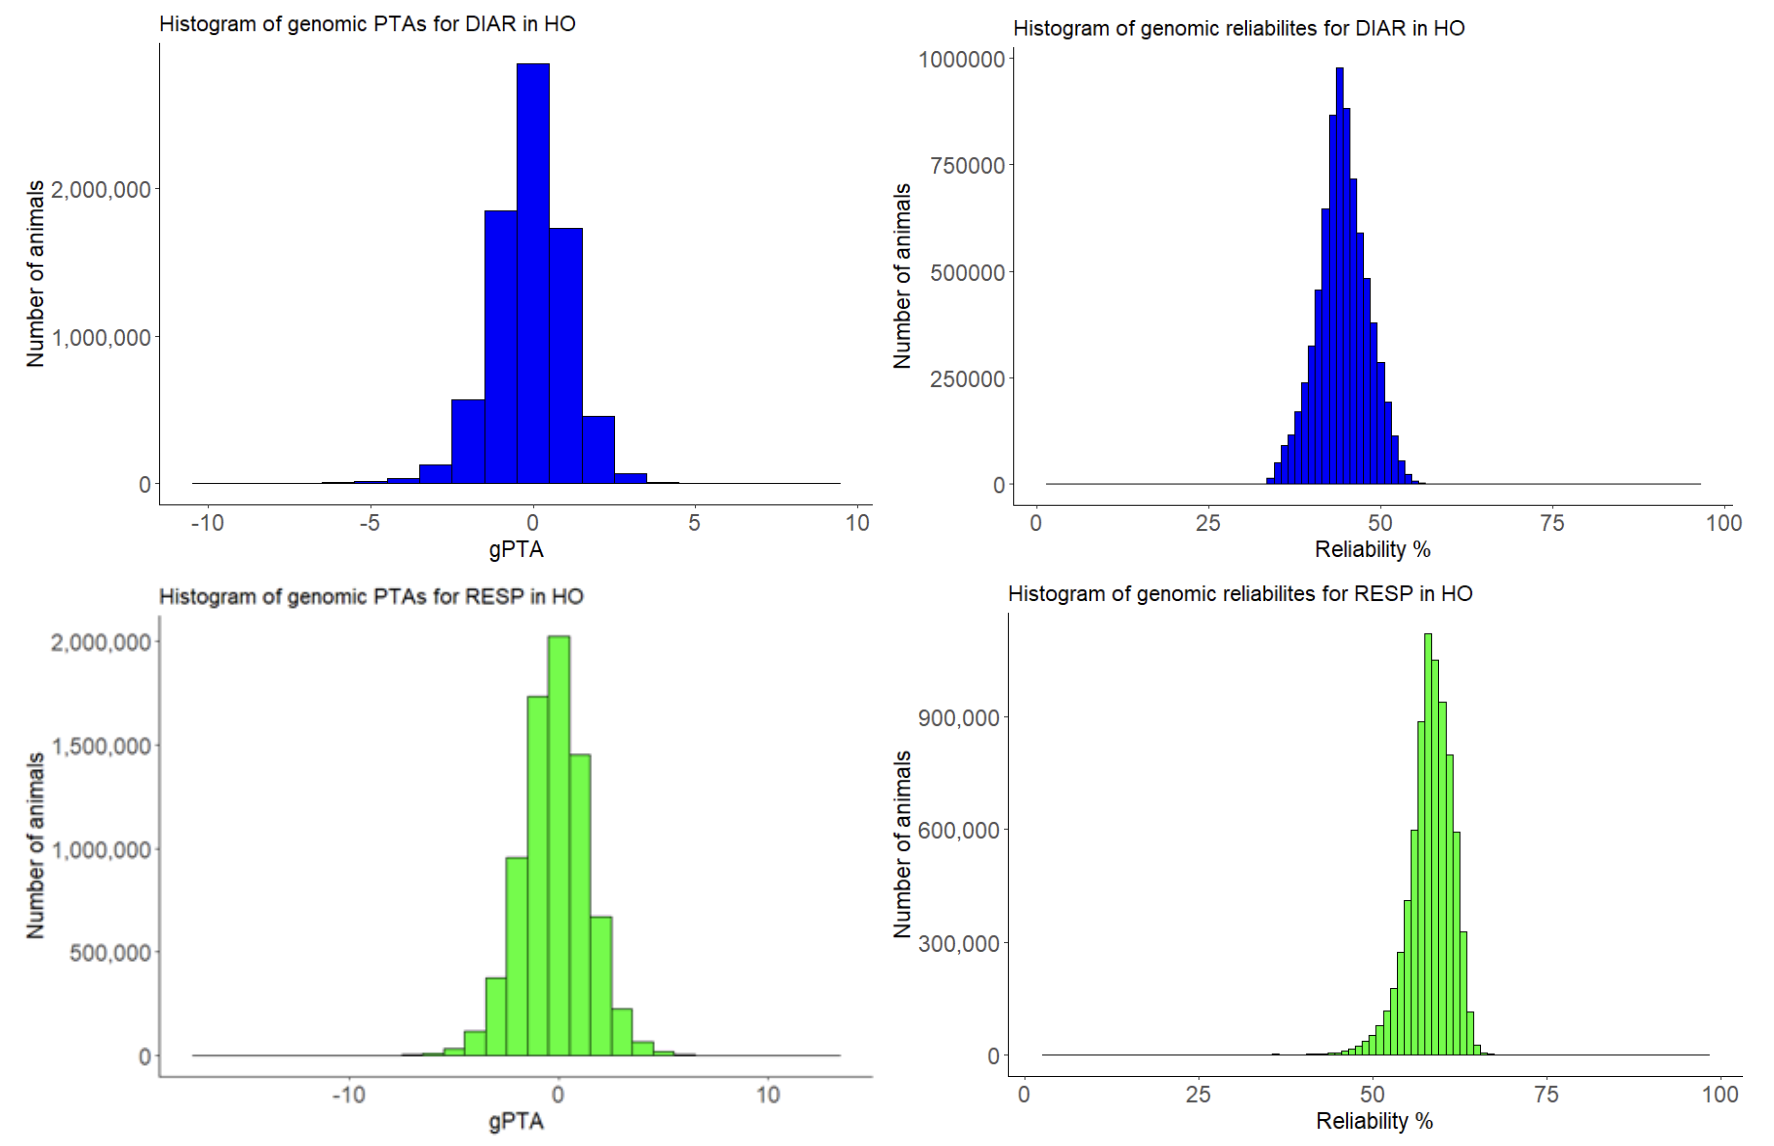 Histogram of genomic PTAs for DIAR in HO
Number of animals
2,000,000
1,000,000
0
-10 -5 0 5 10
gPTA
Histogram of genomic reliabilites for DIAR in HO
Number of animals
1000000
750000
500000
250000
0
0 25 50 75 100
Reliability %
Histogram of genomic PTAs for RESP in HO
Number of animals
2,000,000
1,500,000
1,000,000
500,000
0
-10 0 10
gPTA
Histogram of genomic reliabilites for RESP in HO
Number of animals
900,000
600,000
300,000
0
0 25 50 75 100
Reliability %